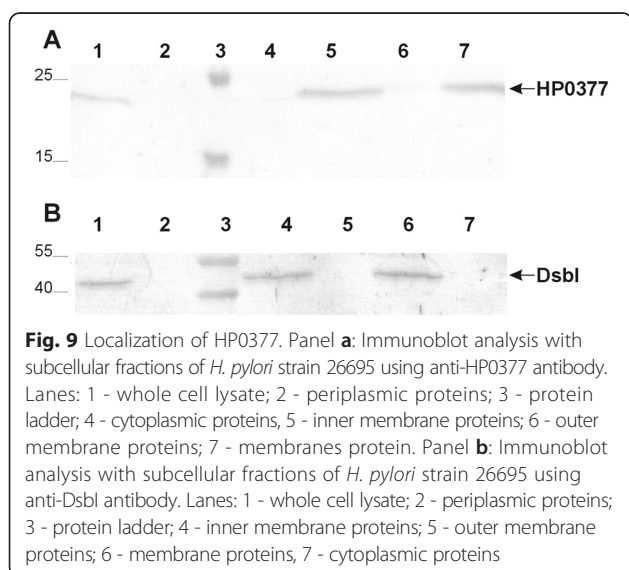 A
1 2 3 4 5 6 7
25
HP0377
15
B
1 2 3 4 5 6 7
55
DsbI
40
Fig. 9 Localization of HP0377. Panel a: Immunoblot analysis with
subcellular fractions of H. pylori strain 26695 using anti-HP0377 antibody.
Lanes: 1 - whole cell lysate; 2 - periplasmic proteins; 3 - protein
ladder; 4 - cytoplasmic proteins, 5 - inner membrane proteins; 6 - outer
membrane proteins; 7 - membranes protein. Panel b: Immunoblot
analysis with subcellular fractions of H. pylori strain 26695 using
anti-DsbI antibody. Lanes: 1 - whole cell lysate; 2 - periplasmic proteins;
3 - protein ladder; 4 - inner membrane proteins; 5 - outer membrane
proteins; 6 - membrane proteins, 7 - cytoplasmic proteins